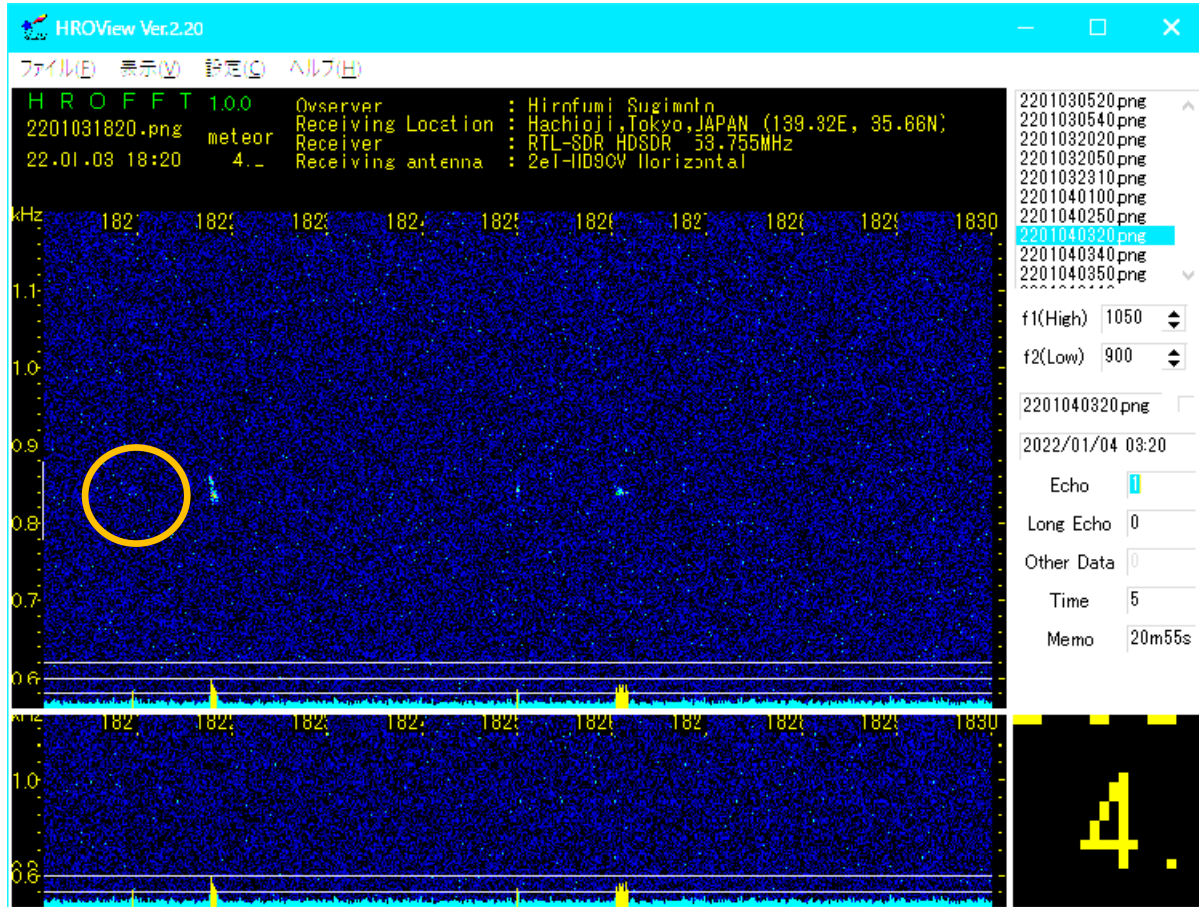 HROView Ver.2.20
ファイル(F) 表示(V) 設定(C) ヘルプ(H)
H R O F F T 1.0.0
2201031820.png
meteor
22.01.03 18:20
4.
: Hirofumi
Receiving Location : Hachioji,Tokyo,JAPAN (139.32E, 35.66N)
Receiver : RTL-SDR HDSDR 53.755MHz
Receiving antenna : Horizontal
kHz 1830
1.1
1.0
0.9
0.8
0.7
0.6
1830
1.0
0.6
2201030520.png
2201030540.png
2201032020.png
2201032050.png
2201032310.png
2201040100.png
2201040250.png
2201040320.png
2201040340.png
2201040350.png
f1(High) 1050
f2(Low) 900
2201040320.png
2022/01/04 03:20
Echo 1
Long Echo 0
Other Data 0
Time 5
Memo 20m55s
4.